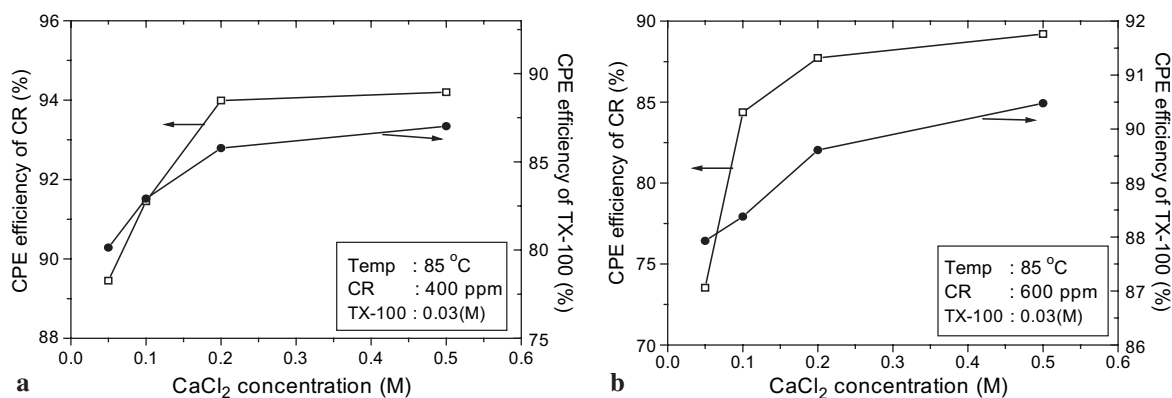 CPE efficiency of CR (%)
96
94
92
90
88
0.0 0.1 0.2 0.3 0.4 0.5 0.6
CaCl₂ concentration (M)
90
85
80
75
CPE efficiency of TX-100 (%)
Temp : 85 °C
CR : 400 ppm
TX-100 : 0.03(M)
a
CPE efficiency of CR (%)
90
85
80
75
70
0.0 0.1 0.2 0.3 0.4 0.5 0.6
CaCl₂ concentration (M)
92
91
90
89
88
87
86
CPE efficiency of TX-100 (%)
Temp : 85 °C
CR : 600 ppm
TX-100 : 0.03(M)
b